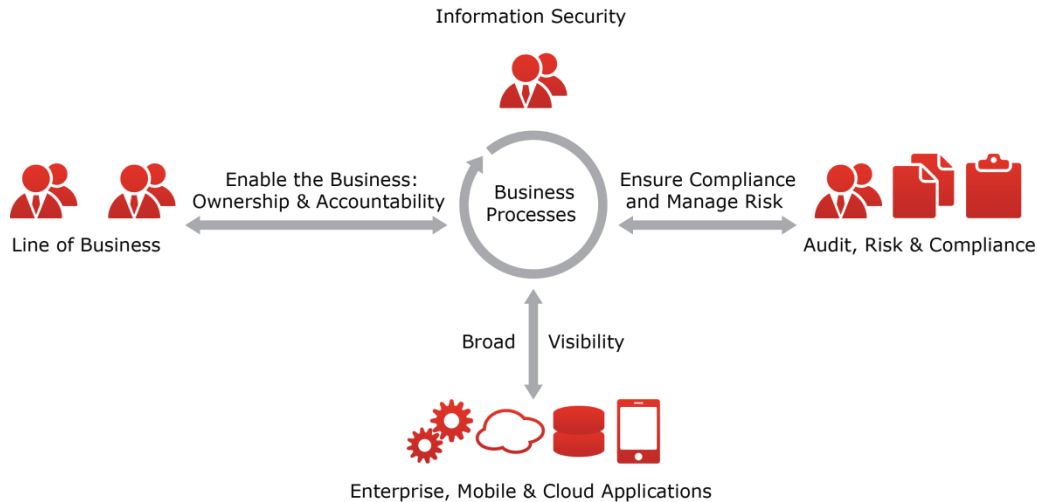 Information Security
Enable the Business:
Ownership & Accountability
Business
Processes
Ensure Compliance
and Manage Risk
Line of Business
Audit, Risk & Compliance
Broad
Visibility
Enterprise, Mobile & Cloud Applications